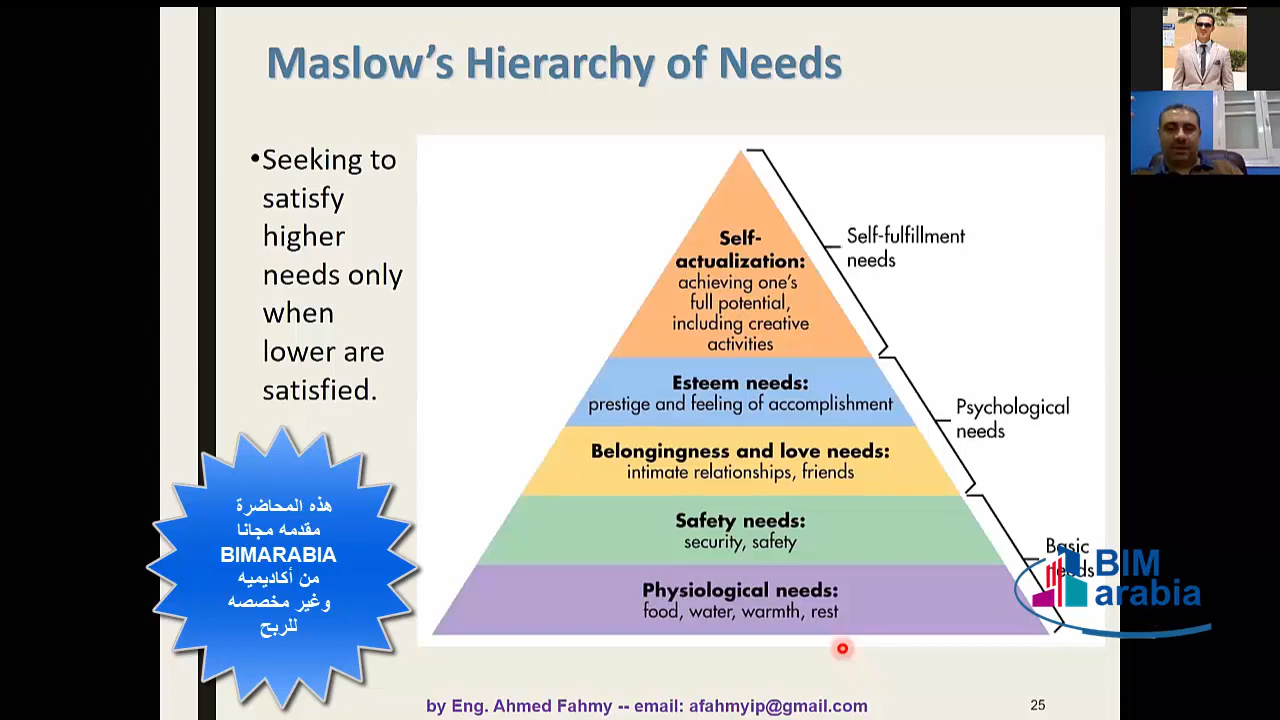 Maslow's Hierarchy of Needs
•Seeking to
satisfy
higher
needs only
when
lower are
satisfied.
Self-
actualization:
achieving one's
full potential,
including creative
activities
Self-fulfillment
needs
Esteem needs:
prestige and feeling of accomplishment
Psychological
needs
Belongingness and love needs:
intimate relationships, friends
Safety needs:
security, safety
Basic
needs
Physiological needs:
food, water, warmth, rest
هذه المحاضرة
مقدمه مجانا
BIMARABIA
من أكاديميه
وغير مخصصه
للربح
BIM
arabia
by Eng. Ahmed Fahmy -- email: afahmyip@gmail.com
25